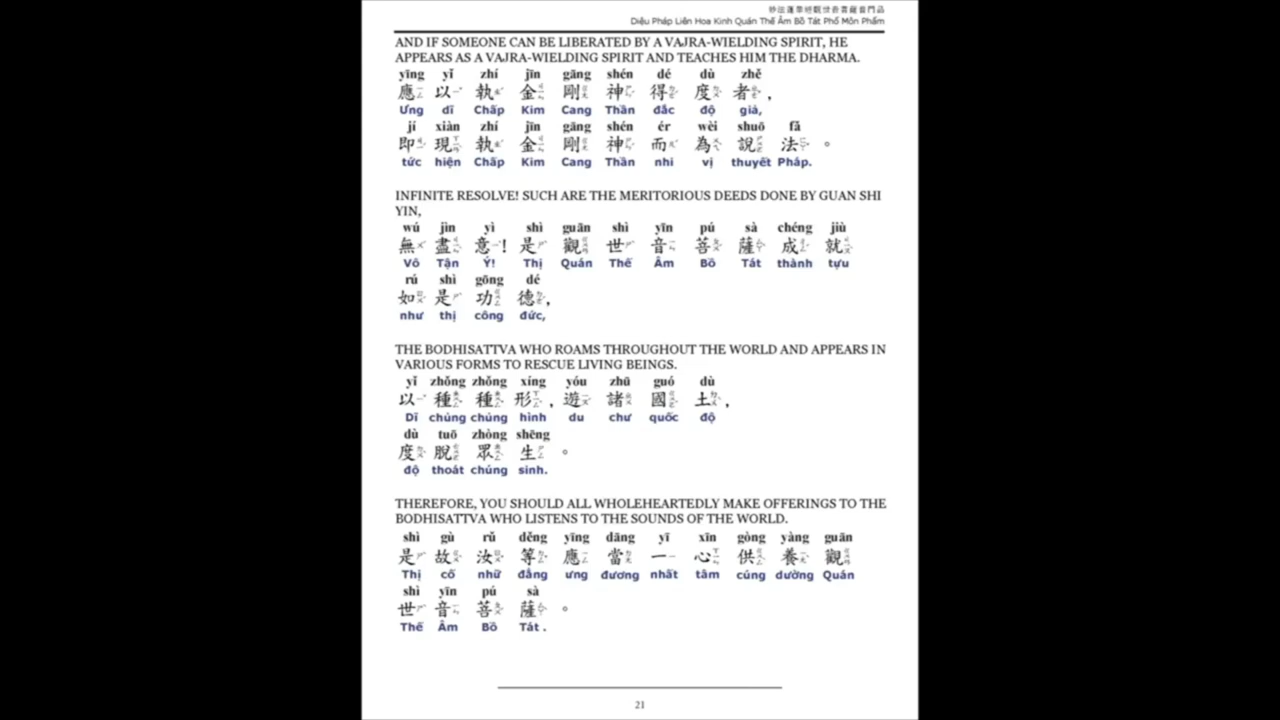 妙法蓮華經觀世音菩薩普門品
Diệu Pháp Liên Hoa Kinh Quán Thế Âm Bồ Tát Phổ Môn Phẩm
AND IF SOMEONE CAN BE LIBERATED BY A VAJRA-WIELDING SPIRIT, HE
APPEARS AS A VAJRA-WIELDING SPIRIT AND TEACHES HIM THE DHARMA.
yīng yǐ zhí jīn gāng shén dé dù zhě
應以執金剛神得度者，
Ưng dĩ Chấp Kim Cang Thần đắc độ giả,
jí xiàn zhí jīn gāng shén ér wèi shuō fǎ
即現執金剛神而為說法。
tức hiện Chấp Kim Cang Thần nhi vị thuyết Pháp.
INFINITE RESOLVE! SUCH ARE THE MERITORIOUS DEEDS DONE BY GUAN SHI
YIN,
wú jìn yì shì guān shì yīn pú sà chéng jiù
無盡意！是觀世音菩薩成就
Vô Tận Ý! Thị Quán Thế Âm Bồ Tát thành tựu
rú shì gōng dé
如是功德，
như thị công đức,
THE BODHISATTVA WHO ROAMS THROUGHOUT THE WORLD AND APPEARS IN
VARIOUS FORMS TO RESCUE LIVING BEINGS.
yǐ zhǒng zhǒng xíng yóu zhū guó dù
以種種形，遊諸國土，
Dĩ chủng chủng hình du chư quốc độ
dù tuō zhòng shēng
度脫眾生。
độ thoát chúng sinh.
THEREFORE, YOU SHOULD ALL WHOLEHEARTEDLY MAKE OFFERINGS TO THE
BODHISATTVA WHO LISTENS TO THE SOUNDS OF THE WORLD.
shì gù rǔ děng yīng dāng yī xīn gòng yàng guān
是故汝等應當一心供養觀
Thị cố nhữ đẳng ưng đương nhất tâm cúng dường Quán
shì yīn pú sà
世音菩薩。
Thế Âm Bồ Tát .
21